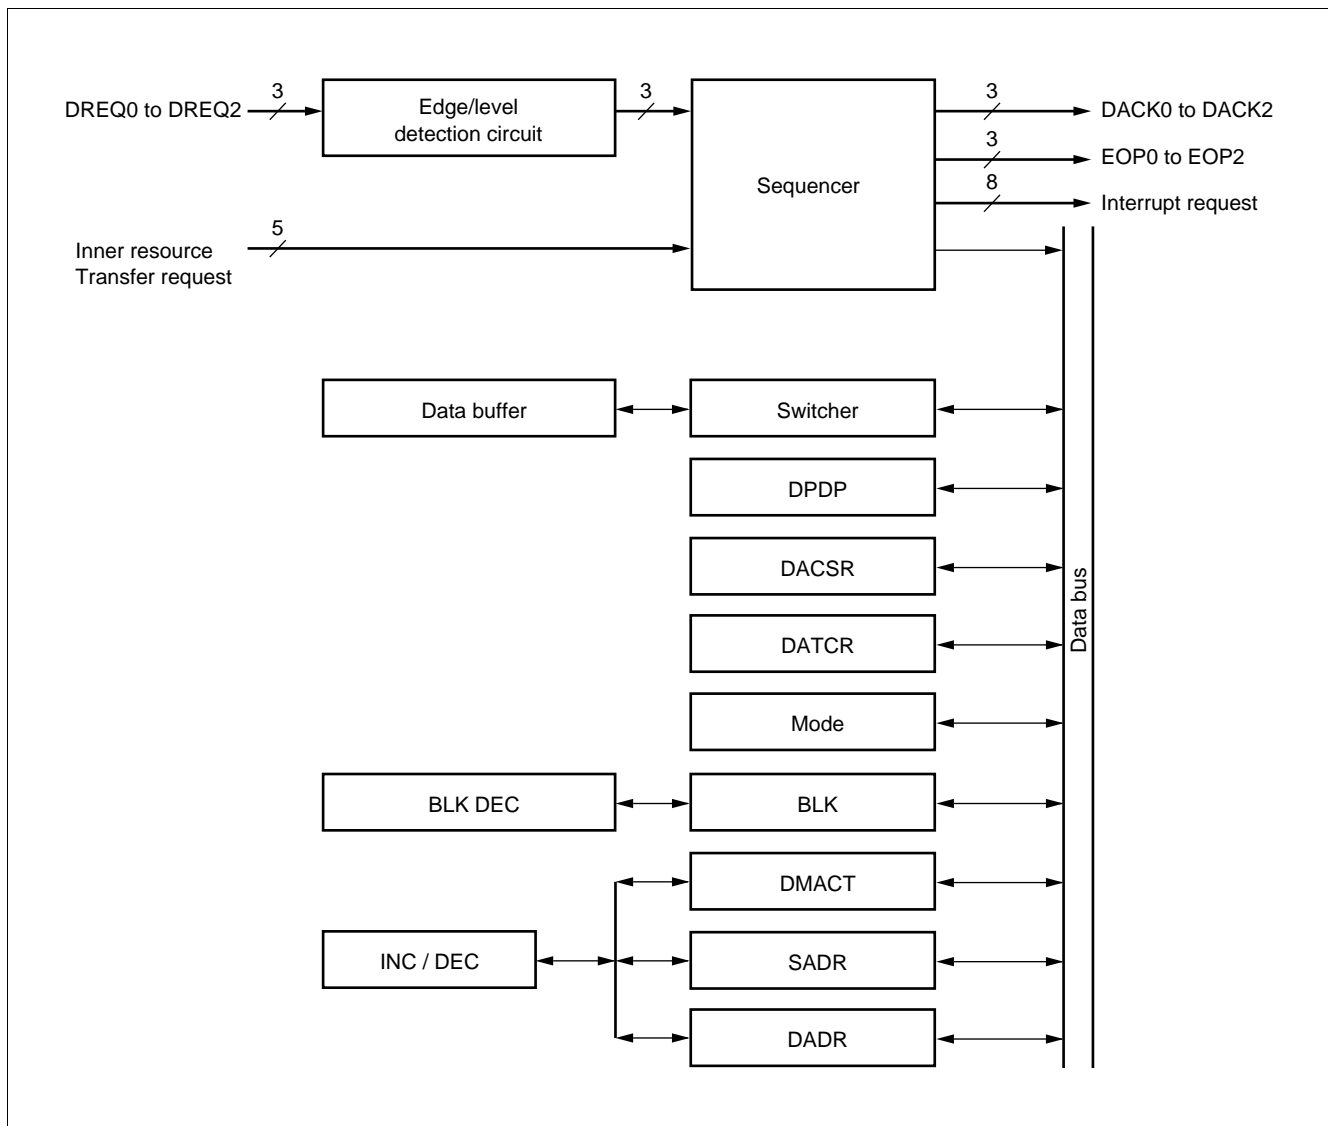 DREQ0 to DREQ2
3
Edge/level
detection circuit
3
Sequencer
3
DACK0 to DACK2
3
EOP0 to EOP2
8
Interrupt request
5
Inner resource
Transfer request
Data buffer
Switcher
DPDP
DACSR
DATCR
Data bus
Mode
BLK DEC
BLK
DMACT
INC / DEC
SADR
DADR